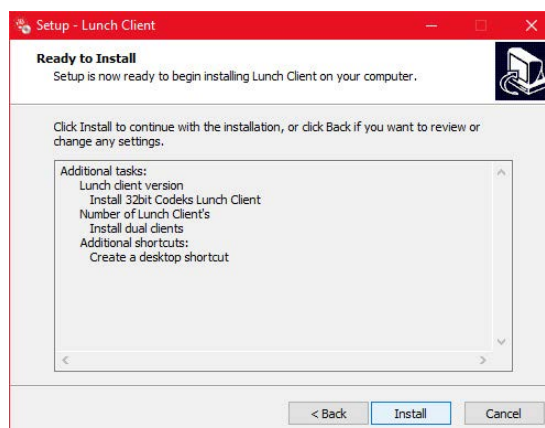 Setup - Lunch Client
Ready to Install
Setup is now ready to begin installing Lunch Client on your computer.
Click Install to continue with the installation, or click Back if you want to review or
change any settings.
Additional tasks:
Lunch client version
Install 32bit Codeks Lunch Client
Number of Lunch Client's
Install dual clients
Additional shortcuts:
Create a desktop shortcut
< Back
Install
Cancel